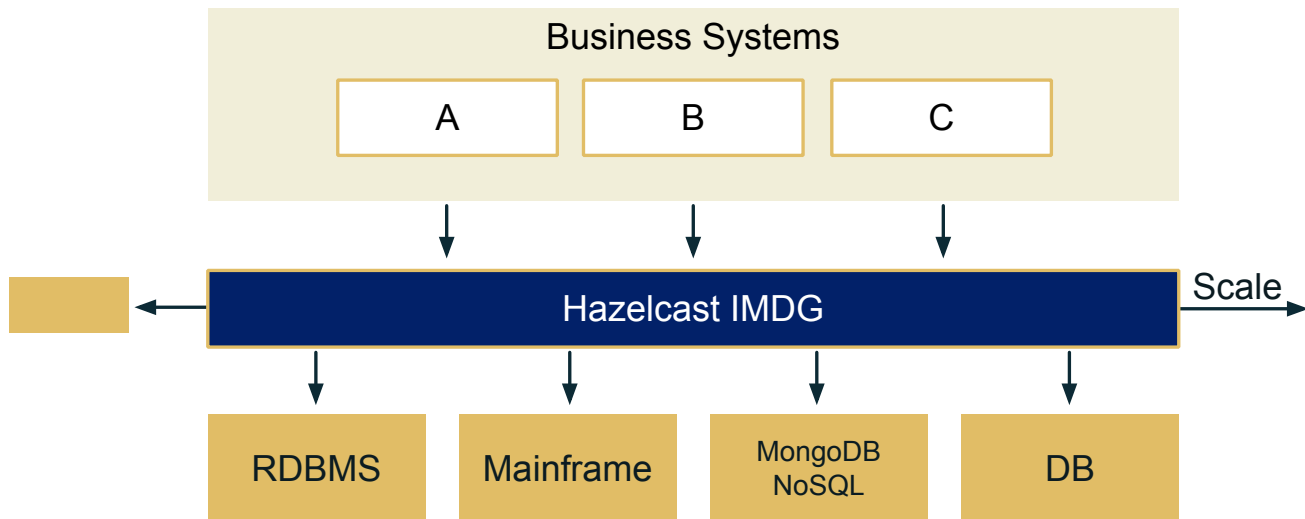 Business Systems
A
B
C
Hazelcast IMDG
Scale
RDBMS
Mainframe
MongoDB
NoSQL
DB